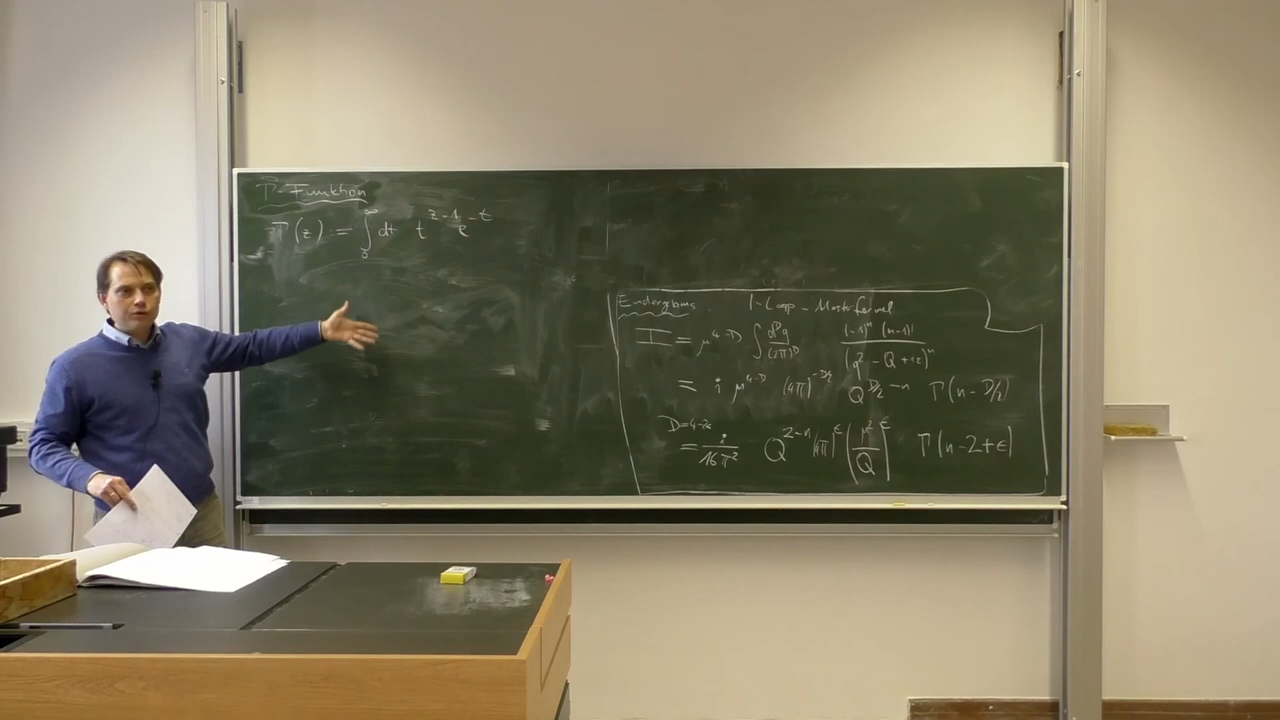 Γ-Funktion
Γ(z) := ∫₀^∞ dt t^{z-1} e^{-t}
Endergebnis: 1-Loop-Masterformel
I = μ^{4-D} ∫ d^D q/(2π)^D (-1)^n (n-1)!/(q² - Q + iε)^n
= i μ^{4-D} (4π)^{-D/2} Q^{D/2-n} Γ(n-D/2)
D=4-2ε
= i/16π² Q^{2-n} (4π)^ε (μ²/Q)^ε Γ(n-2+ε)